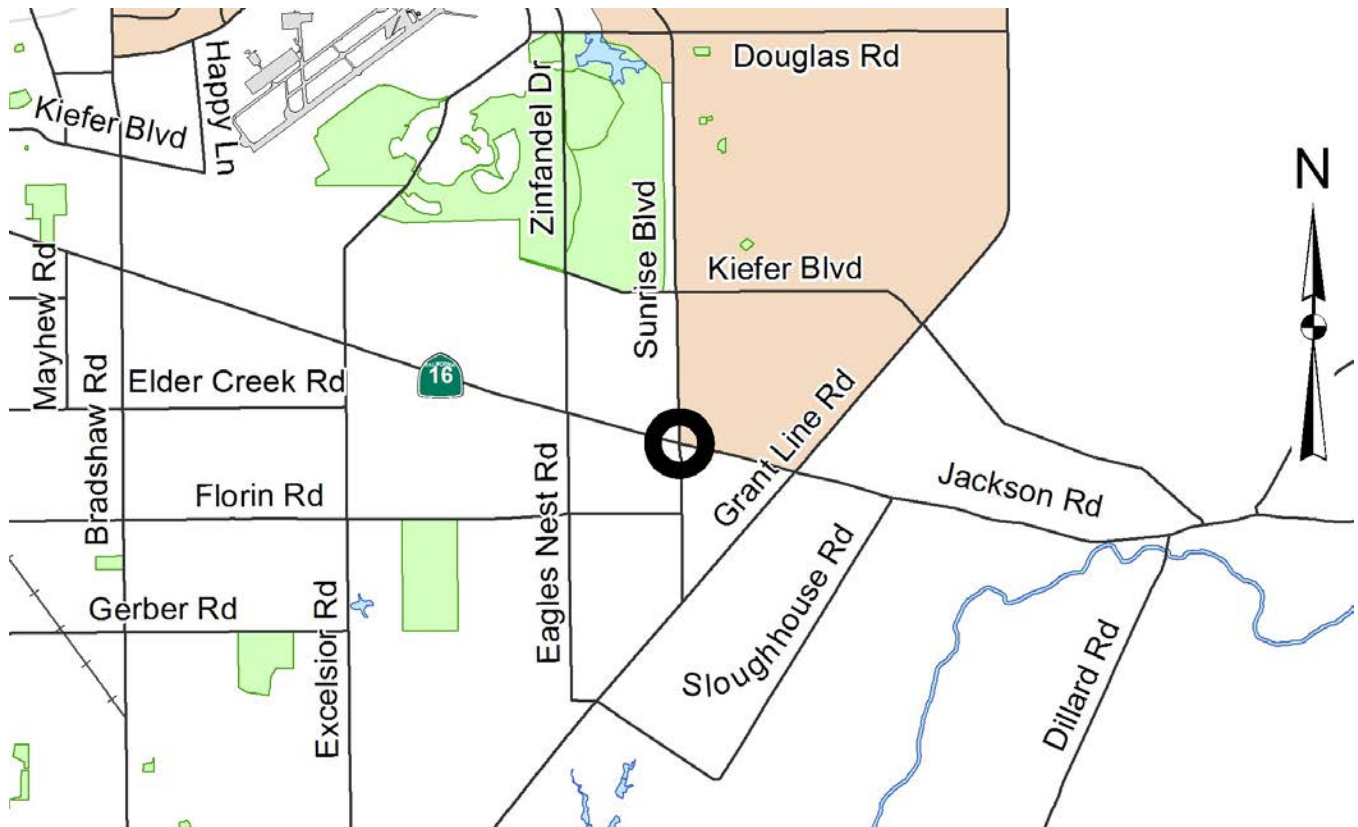 Happy Ln
Douglas Rd
Kiefer Blvd
Zinfandel Dr
N
Sunrise Blvd
Kiefer Blvd
Mayhew Rd
Bradshaw Rd
Elder Creek Rd
CALIFORNIA
16
Grant Line Rd
Eagles Nest Rd
Florin Rd
Jackson Rd
Sloughhouse Rd
Gerber Rd
Excelsior Rd
Dillard Rd